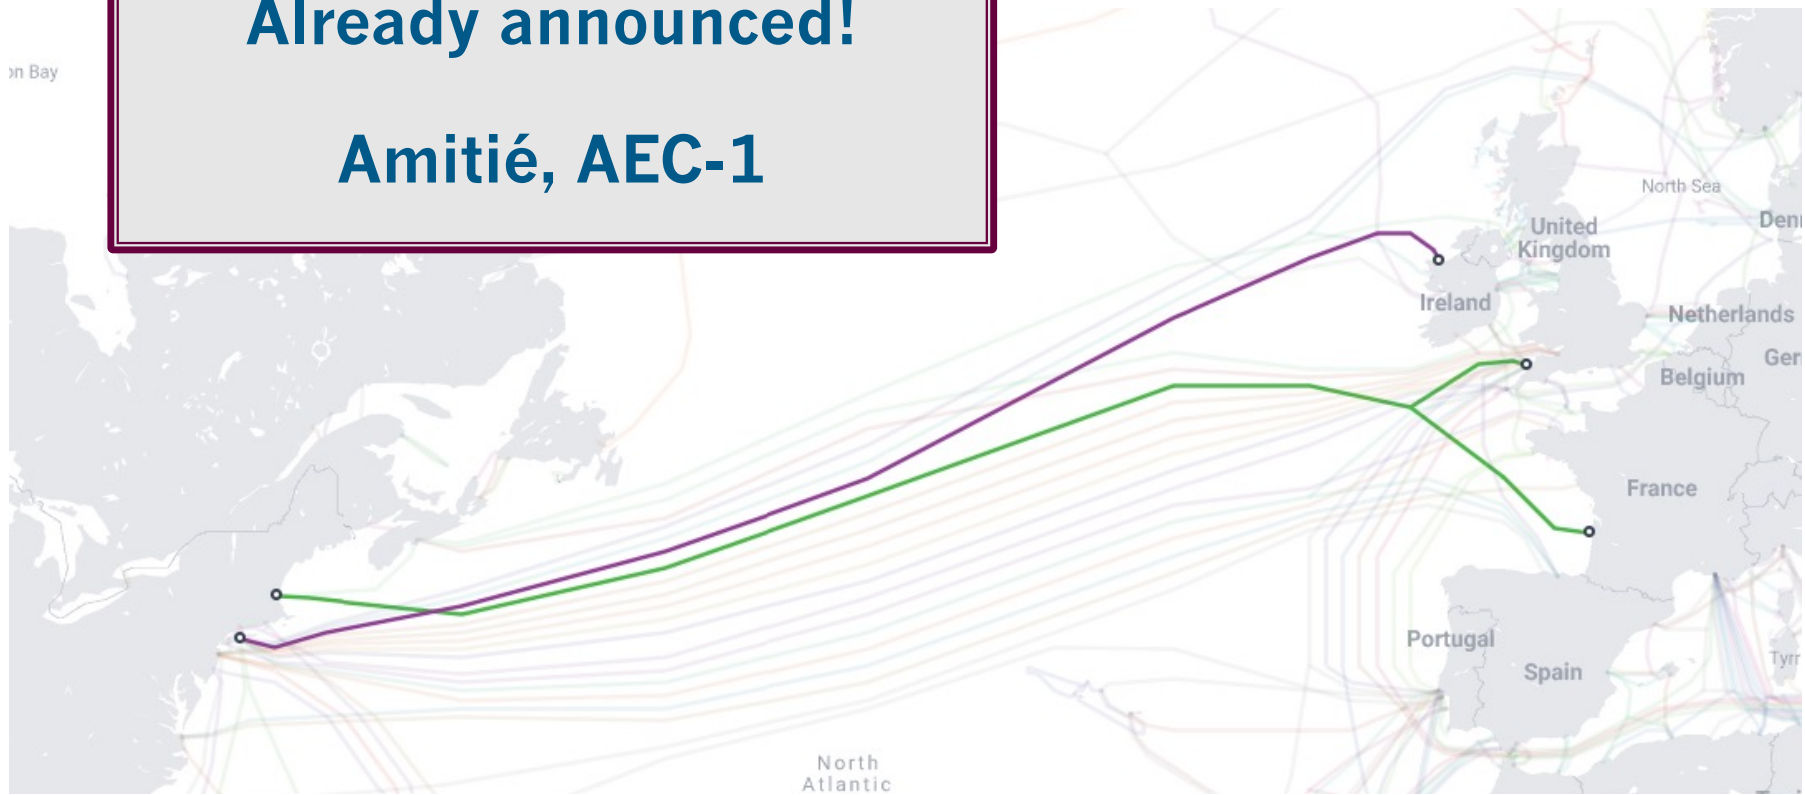 Already announced!
Amitié, AEC-1
on Bay
North Sea
United
Kingdom
Ireland
Netherlands
Belgium
France
Portugal
Spain
North
Atlantic